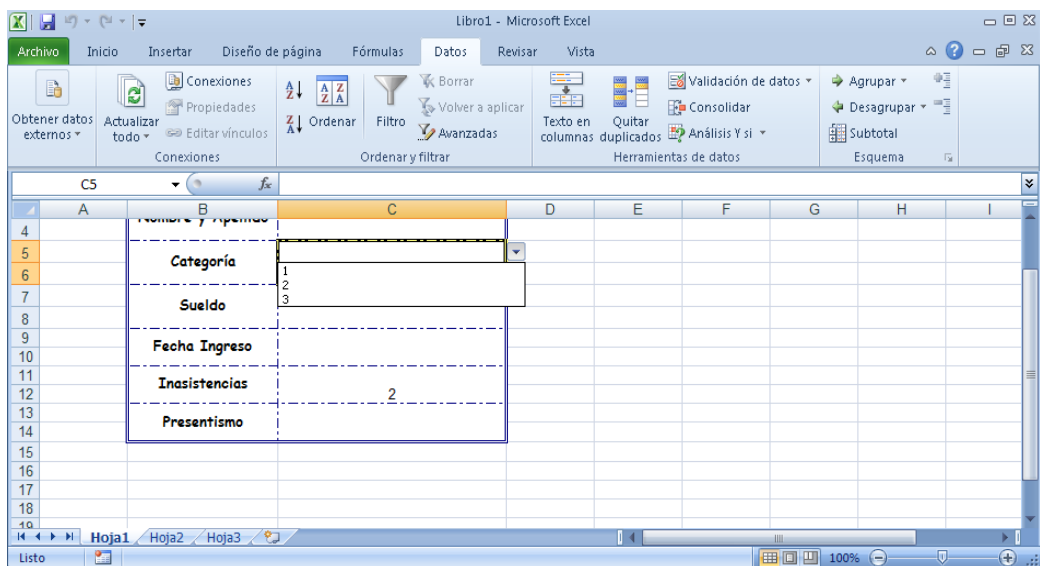 Libro1 - Microsoft Excel
Archivo Inicio Insertar Diseño de página Fórmulas Datos Revisar Vista
Obtener datos externos
Actualizar todo
Conexiones
Propiedades
Editar vínculos
Conexiones
Ordenar
Filtro
Borrar
Volver a aplicar
Avanzadas
Ordenar y filtrar
Texto en columnas
Quitar duplicados
Validación de datos
Consolidar
Análisis Y si
Herramientas de datos
Agrupar
Desagrupar
Subtotal
Esquema
C5 fx
A B C D E F G H I
4 Nombre y Apellido
5
Categoría
6
1
2
3
7
Sueldo
8
9
Fecha Ingreso
10
11
Inasistencias
12 2
13
Presentismo
14
15
16
17
18
19
Hoja1 Hoja2 Hoja3
Listo 100%